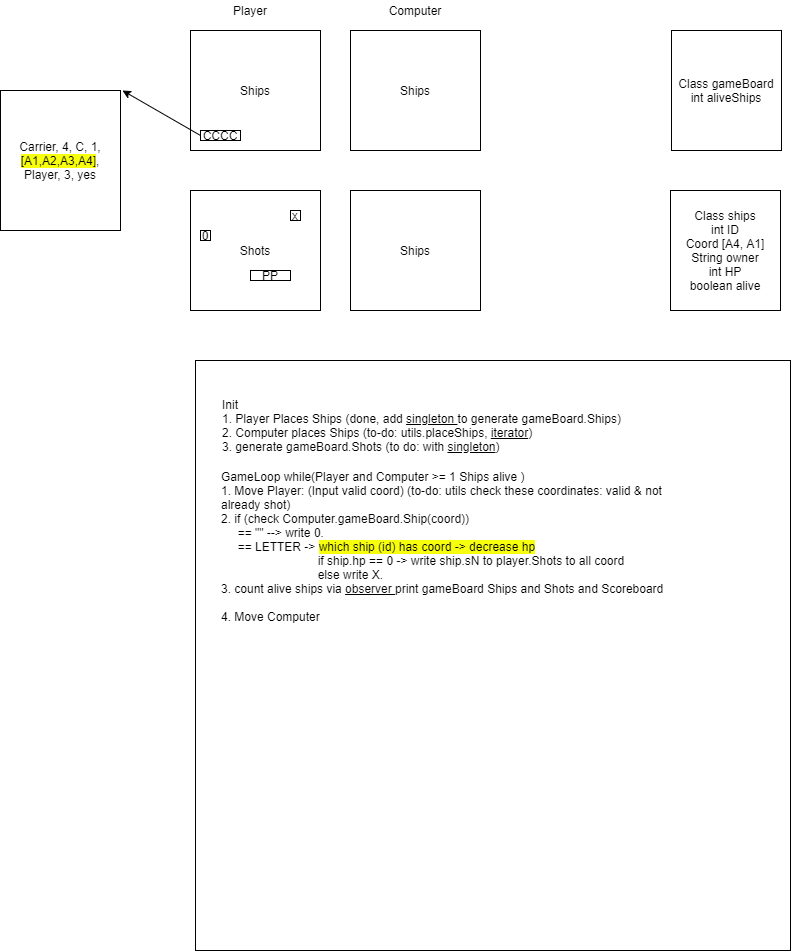 Player
Computer
Ships
Ships
CCCC
Class gameBoard
int aliveShips
Carrier, 4, C, 1,
[A1,A2,A3,A4],
Player, 3, yes
X
0
Shots
PP
Ships
Class ships
int ID
Coord [A4, A1]
String owner
int HP
boolean alive
Init
1. Player Places Ships (done, add singleton to generate gameBoard.Ships)
2. Computer places Ships (to-do: utils.placeShips, iterator)
3. generate gameBoard.Shots (to do: with singleton)
GameLoop while(Player and Computer >= 1 Ships alive )
1. Move Player: (Input valid coord) (to-do: utils check these coordinates: valid & not
already shot)
2. if (check Computer.gameBoard.Ship(coord))
== "" --> write 0.
== LETTER -> which ship (id) has coord -> decrease hp
if ship.hp == 0 -> write ship.sN to player.Shots to all coord
else write X.
3. count alive ships via observer print gameBoard Ships and Shots and Scoreboard
4. Move Computer